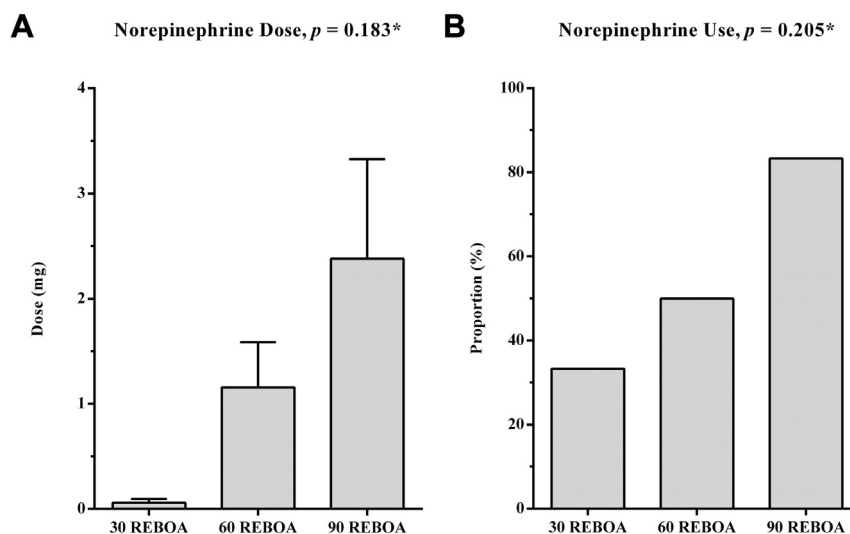 A
Norepinephrine Dose, p = 0.183*
4
3
2
1
0
Dose (mg)
30 REBOA
60 REBOA
90 REBOA
B
Norepinephrine Use, p = 0.205*
100
80
60
40
20
0
Proportion (%)
30 REBOA
60 REBOA
90 REBOA